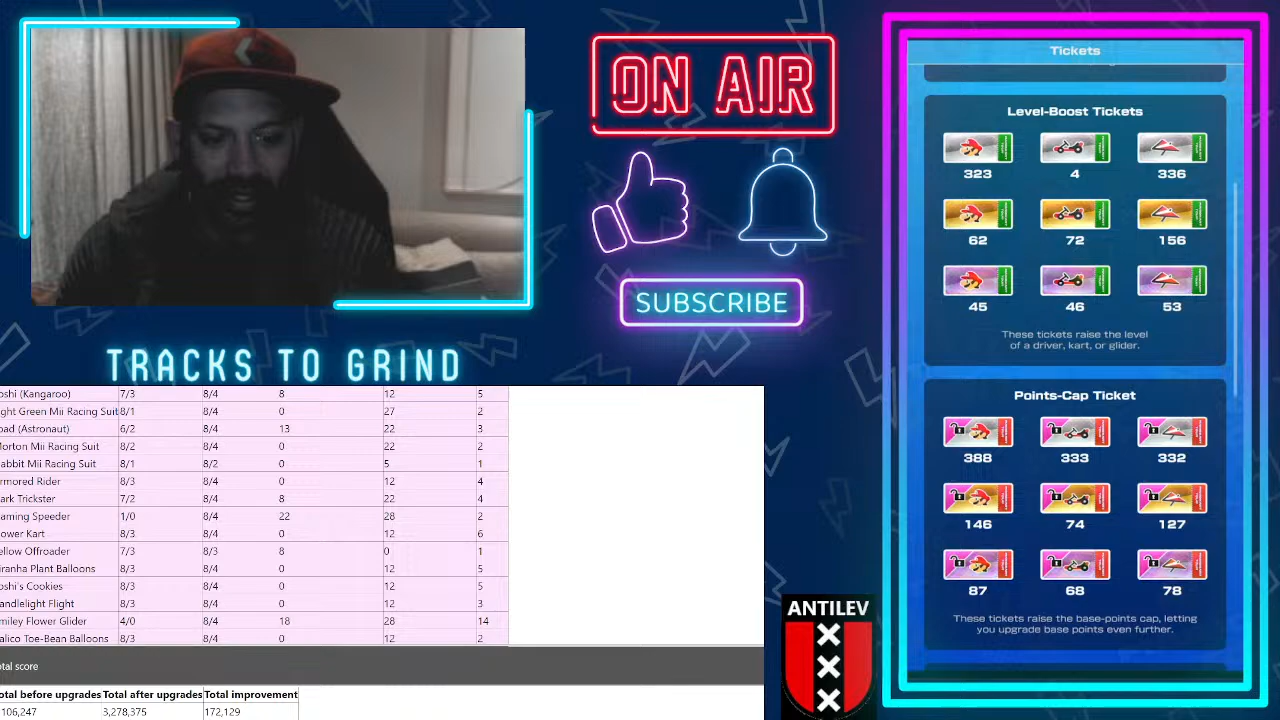 ON AIR
SUBSCRIBE
TRACKS TO GRIND
oshi (Kangaroo) 7/3 8/4 8 12 5
ight Green Mii Racing Suit 8/1 8/4 0 27 2
oad (Astronaut) 6/2 8/4 13 22 3
Morton Mii Racing Suit 8/2 8/4 0 22 2
abbit Mii Racing Suit 8/1 8/2 0 5 1
rmored Rider 8/3 8/4 0 12 4
ark Trickster 7/2 8/4 8 22 4
laming Speeder 1/0 8/4 22 28 2
ower Kart 8/3 8/4 12 6
ellow Offroader 7/3 8/3 8 0 1
iranha Plant Balloons 8/3 8/4 12 5
oshi's Cookies 8/3 8/4 0 12 5
andlelight Flight 8/3 8/4 0 12 3
miley Flower Glider 4/0 8/4 18 28 14
alico Toe-Bean Balloons 8/3 8/4 12 2
otal score
otal before upgrades Total after upgrades Total improvement
106,247 3,278,375 172,129
ANTILEV
Tickets
Level-Boost Tickets
323 4 336
62 72 156
45 46 53
These tickets raise the level
of a driver, kart, or glider.
Points-Cap Ticket
388 333 332
146 74 127
87 68 78
These tickets raise the base-points cap, letting
you upgrade base points even further.